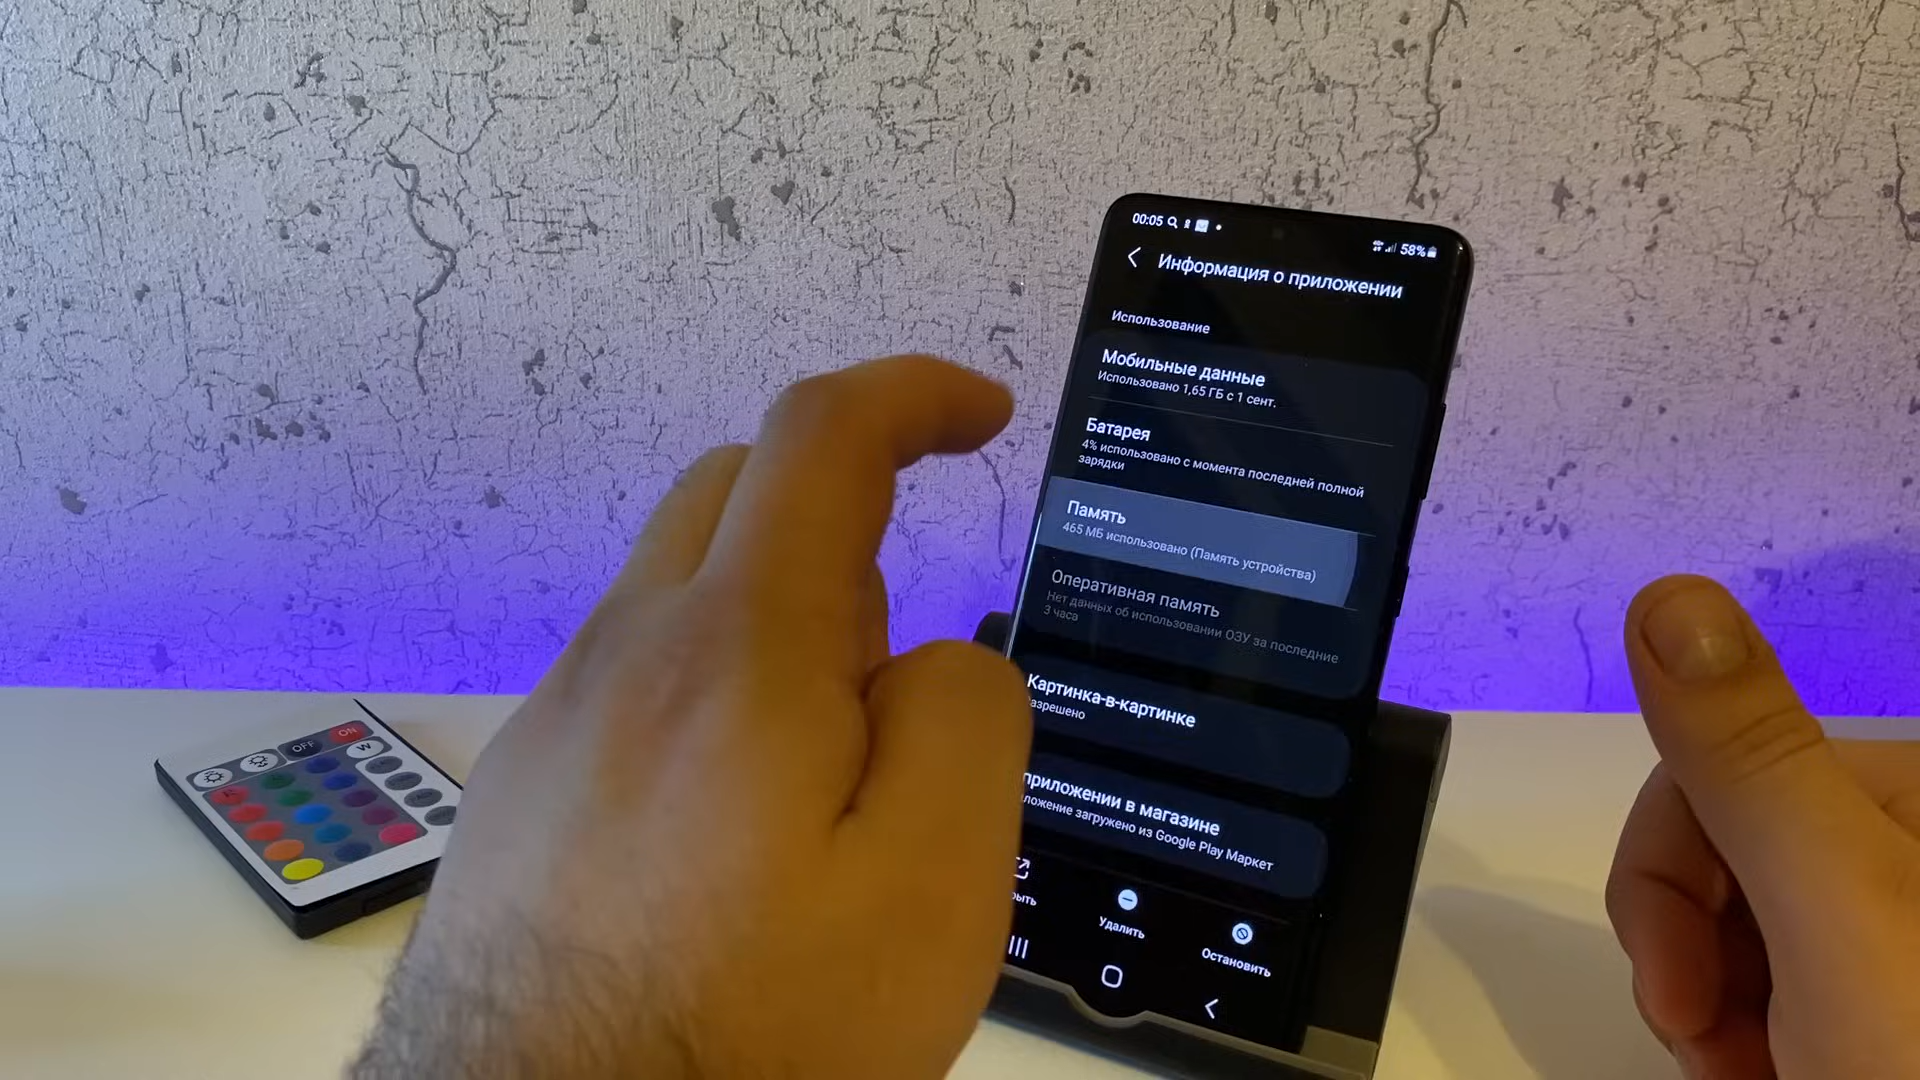 00:05
58%
Информация о приложении
Использование
Мобильные данные
Использовано 1,65 ГБ с 1 сент.
Батарея
4% использовано с момента последней полной
зарядки
Память
465 МБ использовано (Память устройства)
Оперативная память
Нет данных об использовании ОЗУ за последние
3 часа
Картинка-в-картинке
азрешено
приложении в магазине
ложение загружено из Google Play Маркет
рыть
Удалить
Остановить
OFF
ON
W